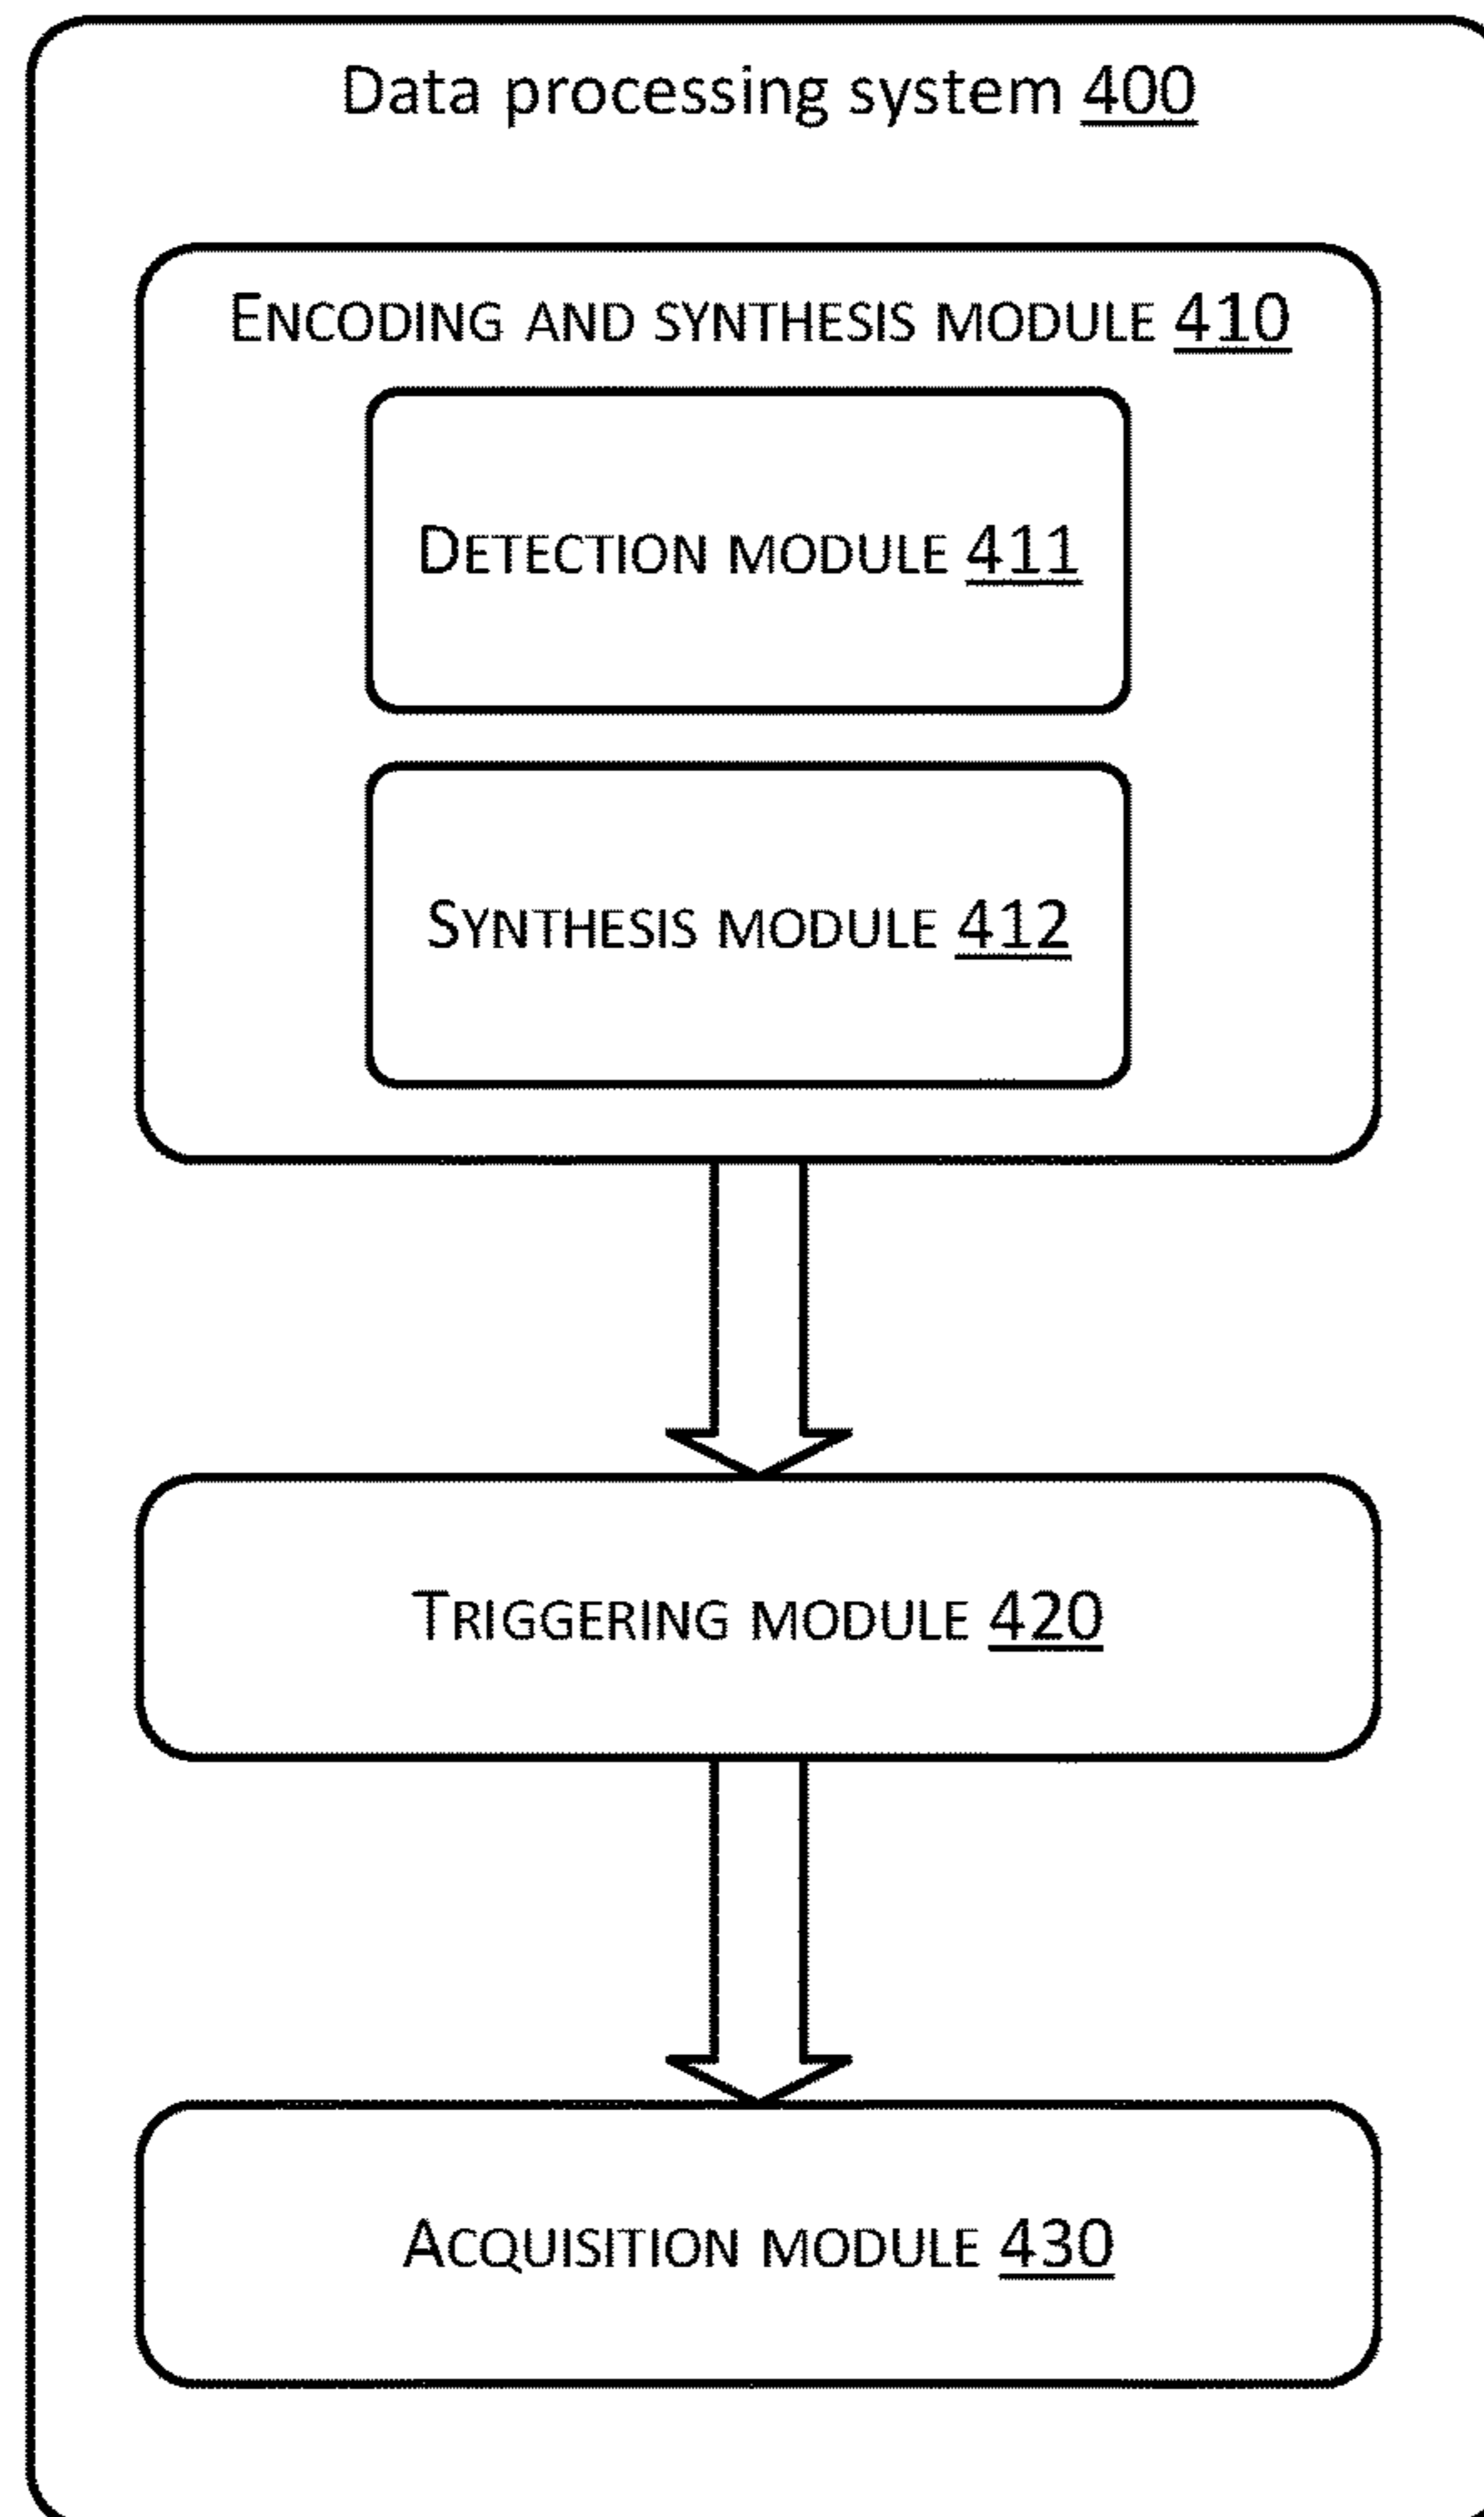 Data processing system 400
ENCODING AND SYNTHESIS MODULE 410
DETECTION MODULE 411
SYNTHESIS MODULE 412
TRIGGERING MODULE 420
ACQUISITION MODULE 430